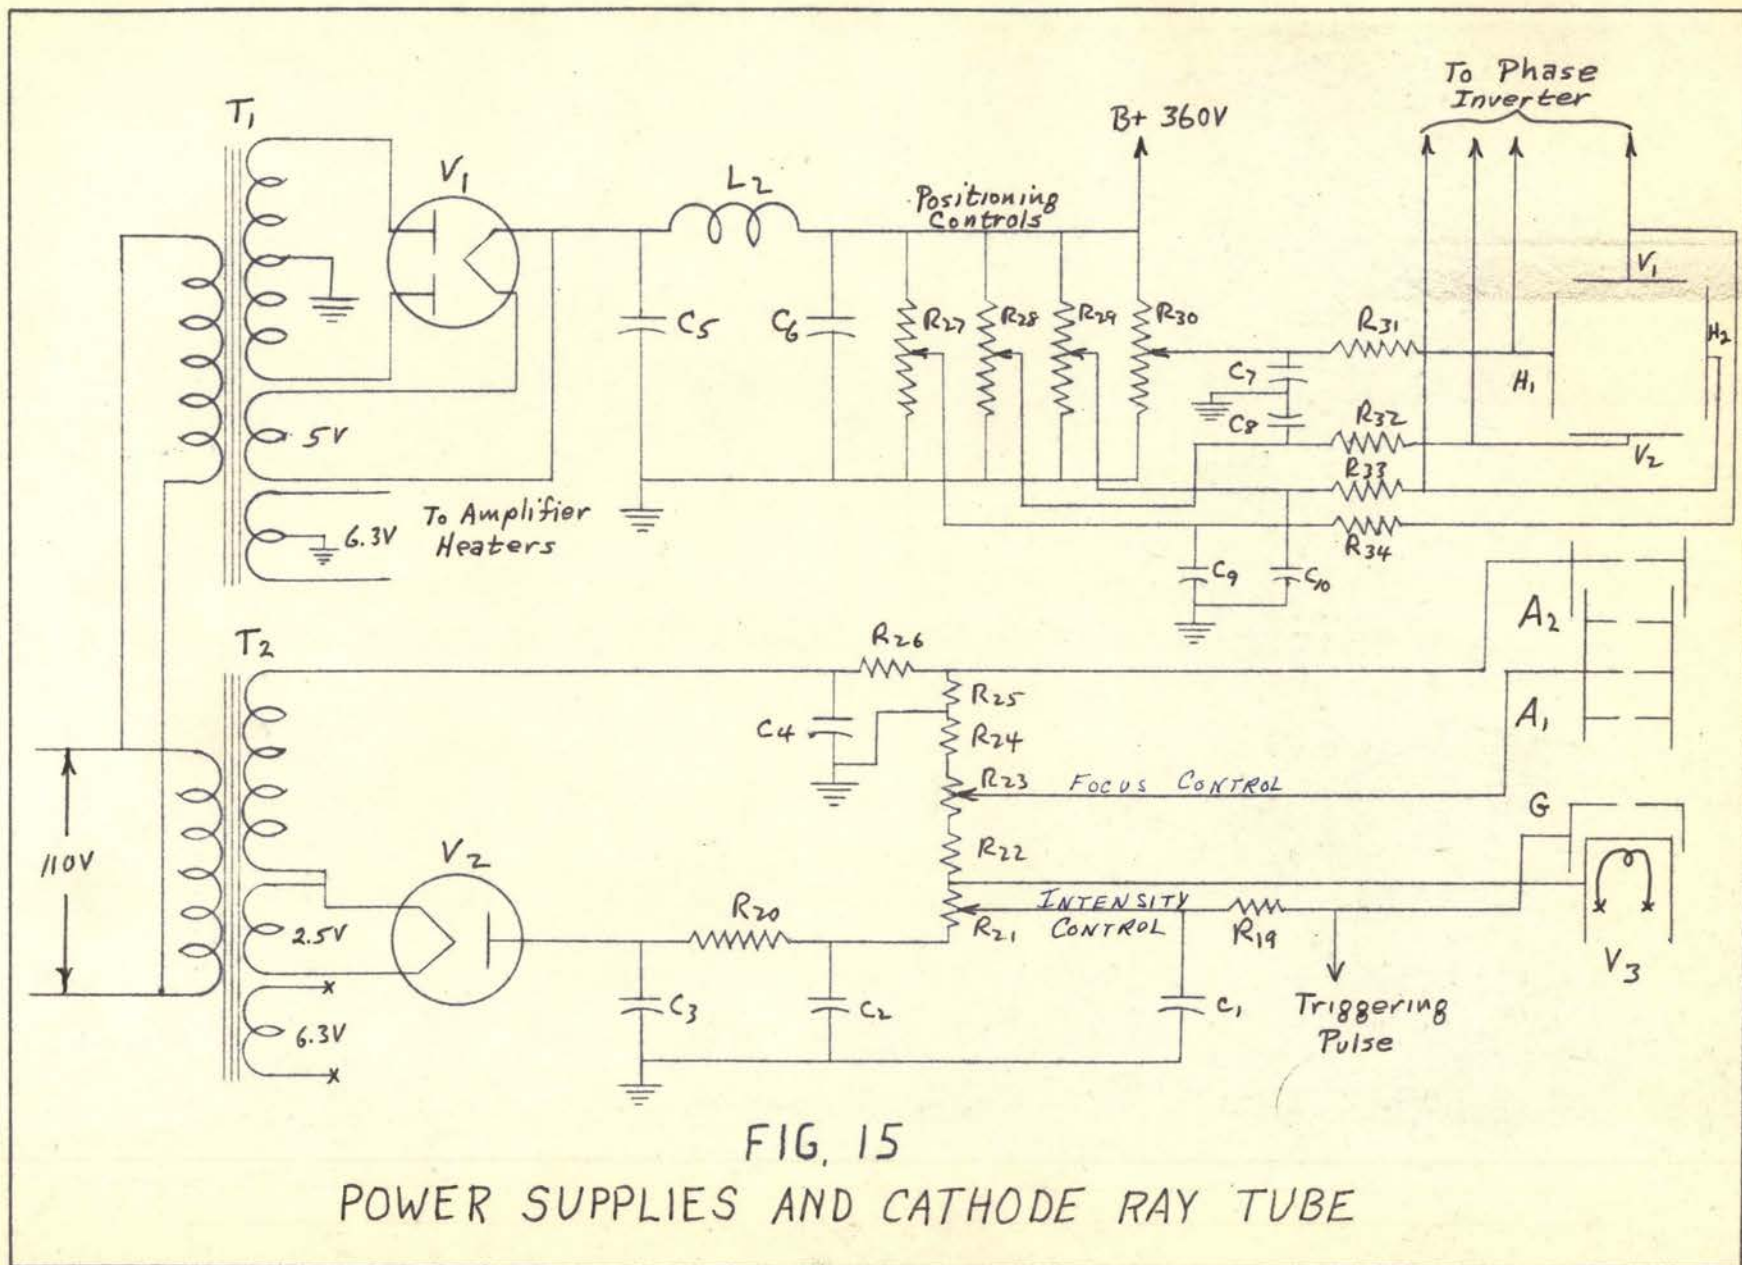 To Phase
Inverter
T1
B+ 360V
V1
L2
Positioning
Controls
V1
C5
C6
R27
R28
R29
R30
R31
H2
C7
H1
C8
R32
V2
5V
R33
6.3V
To Amplifier
Heaters
R34
C9
C10
A2
T2
R26
R25
C4
R24
A1
R23
FOCUS CONTROL
G
110V
V2
R22
2.5V
R20
INTENSITY
CONTROL
R21
R19
V3
C3
C2
C1
Triggering
Pulse
6.3V
FIG. 15
POWER SUPPLIES AND CATHODE RAY TUBE